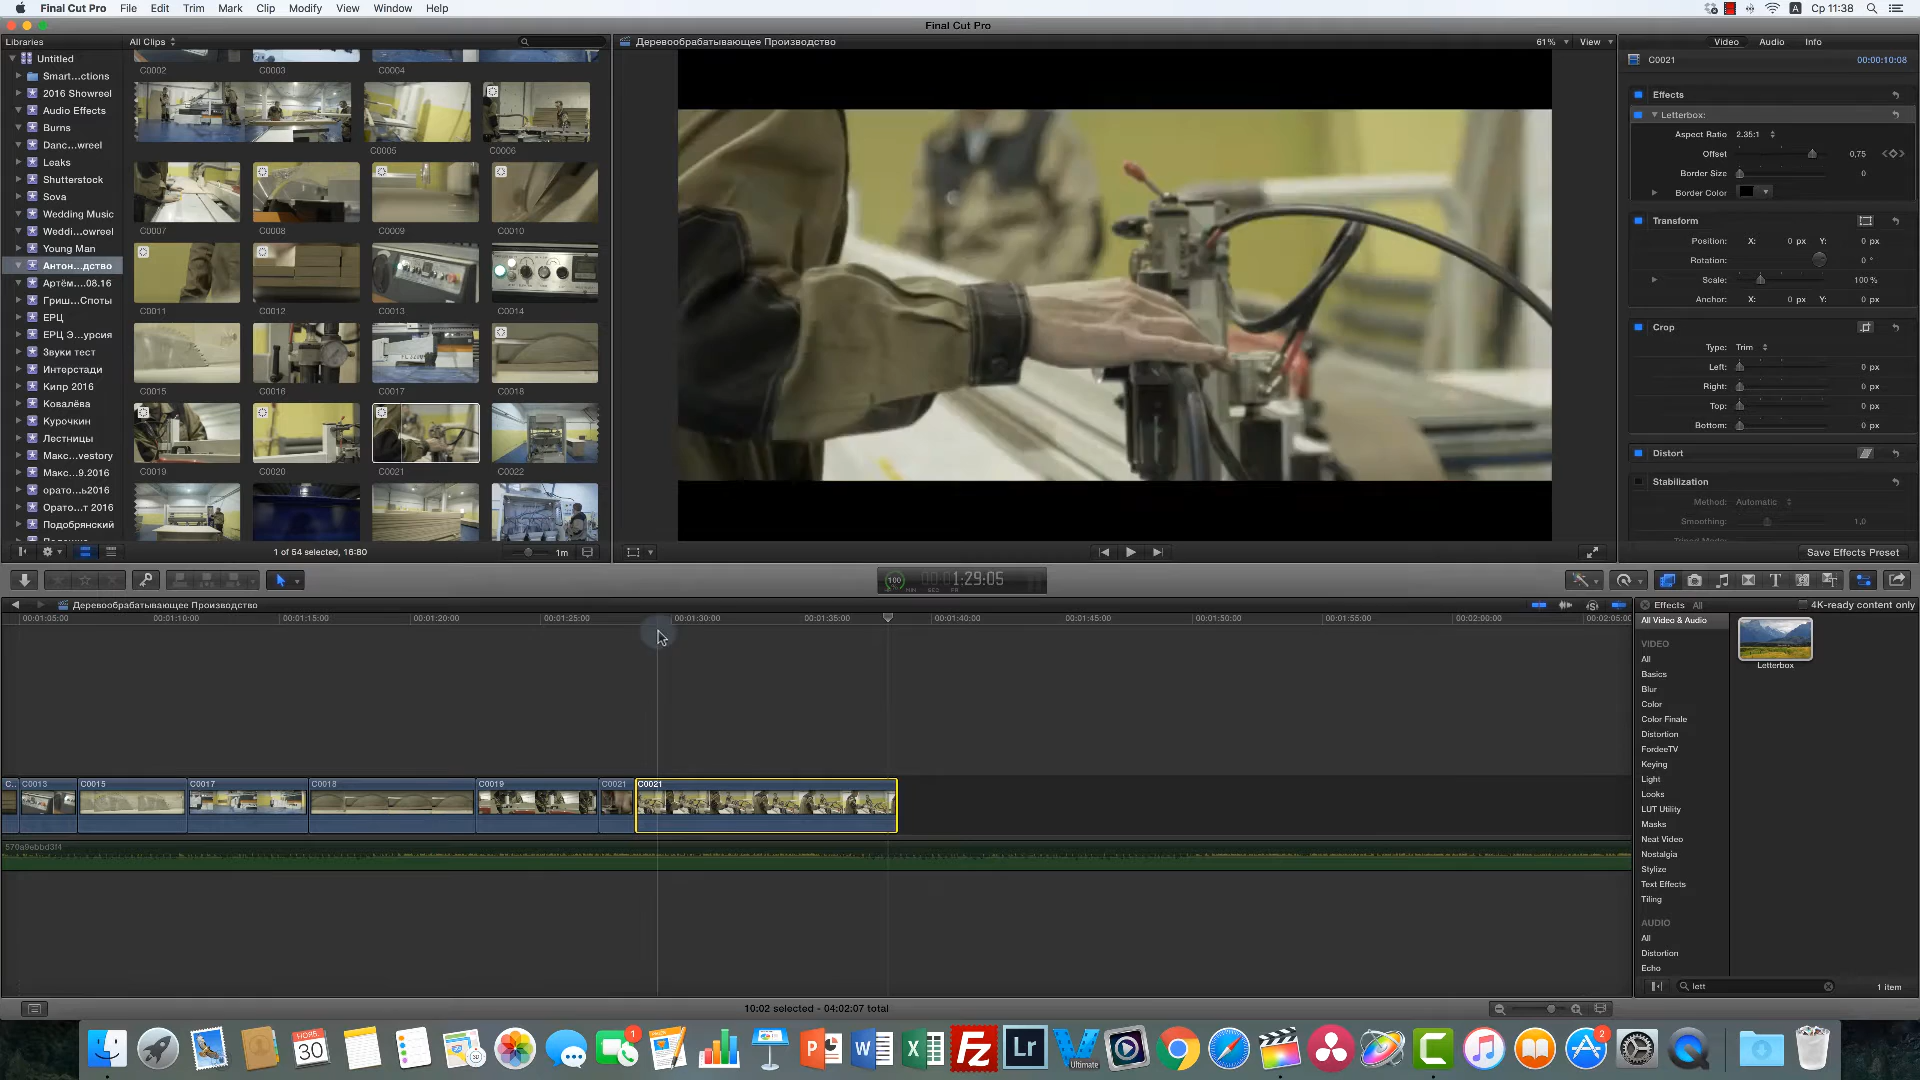 Final Cut Pro File Edit Trim Mark Clip Modify View Window Help
Ср 11:38
Final Cut Pro
Libraries
All Clips
Untitled
Smart...ctions
2016 Showreel
Audio Effects
Burns
Danc...wreel
Leaks
Shutterstock
Sova
Wedding Music
Weddi...owreel
Young Man
Антон...дство
Артём....08.16
Гриш...Споты
ЕРЦ
ЕРЦ Э...урсия
Звуки тест
Интерстади
Кипр 2016
Ковалёва
Курочкин
Лестницы
Макс...vestory
Макс...9.2016
орато...ь2016
Орато...т 2016
Подобрянский
C0002 C0003 C0004
C0005 C0006
C0007 C0008 C0009 C0010
C0011 C0012 C0013 C0014
C0015 C0016 C0017 C0018
C0019 C0020 C0021 C0022
1 of 54 selected, 16:80
1m
Деревообрабатывающее Производство
61% View
Video Audio Info
C0021 00:00:10:08
Effects
Letterbox:
Aspect Ratio 2.35:1
Offset 0,75
Border Size 0
Border Color
Transform
Position: X: 0 px Y: 0 px
Rotation: 0 °
Scale: 100 %
Anchor: X: 0 px Y: 0 px
Crop
Type: Trim
Left: 0 px
Right: 0 px
Top: 0 px
Bottom: 0 px
Distort
Stabilization
Method: Automatic
Smoothing: 1,0
Save Effects Preset
100 1:29:05
Деревообрабатывающее Производство
00:01:05:00 00:01:10:00 00:01:15:00 00:01:20:00 00:01:25:00 00:01:30:00 00:01:35:00 00:01:40:00 00:01:45:00 00:01:50:00 00:01:55:00 00:02:00:00 00:02:05:00
C... C0013 C0015 C0017 C0018 C0019 C0021 C0021
570a9ebbd3f4
Effects All 4K-ready content only
All Video & Audio
VIDEO
All
Basics
Blur
Color
Color Finale
Distortion
FordeeTV
Keying
Light
Looks
LUT Utility
Masks
Neat Video
Nostalgia
Stylize
Text Effects
Tiling
AUDIO
All
Distortion
Echo
Letterbox
lett
1 item
10:02 selected - 04:02:07 total
НОЯБ.
30
1
Lr
Ultimate
2